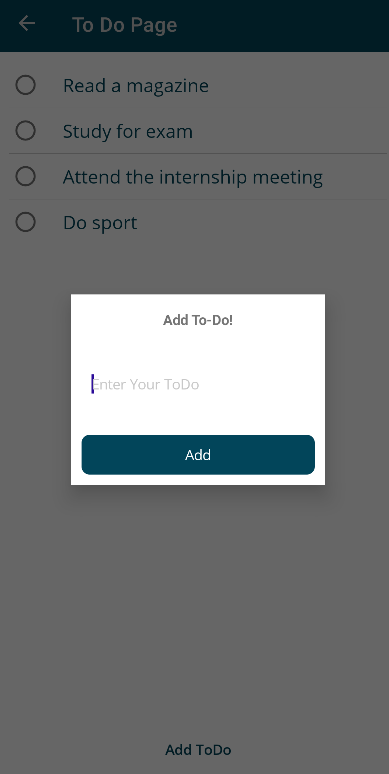 To Do Page
Read a magazine
Study for exam
Attend the internship meeting
Do sport
Add To-Do!
Enter Your ToDo
Add
Add ToDo